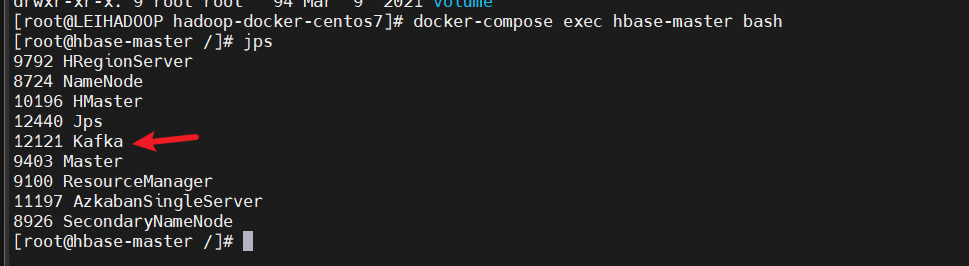 drwxr-xr-x. 9 root root   94 Mar  9  2021 volume
[root@LEIHADOOP hadoop-docker-centos7]# docker-compose exec hbase-master bash
[root@hbase-master /]# jps
9792 HRegionServer
8724 NameNode
10196 HMaster
12440 Jps
12121 Kafka
9403 Master
9100 ResourceManager
11197 AzkabanSingleServer
8926 SecondaryNameNode
[root@hbase-master /]#